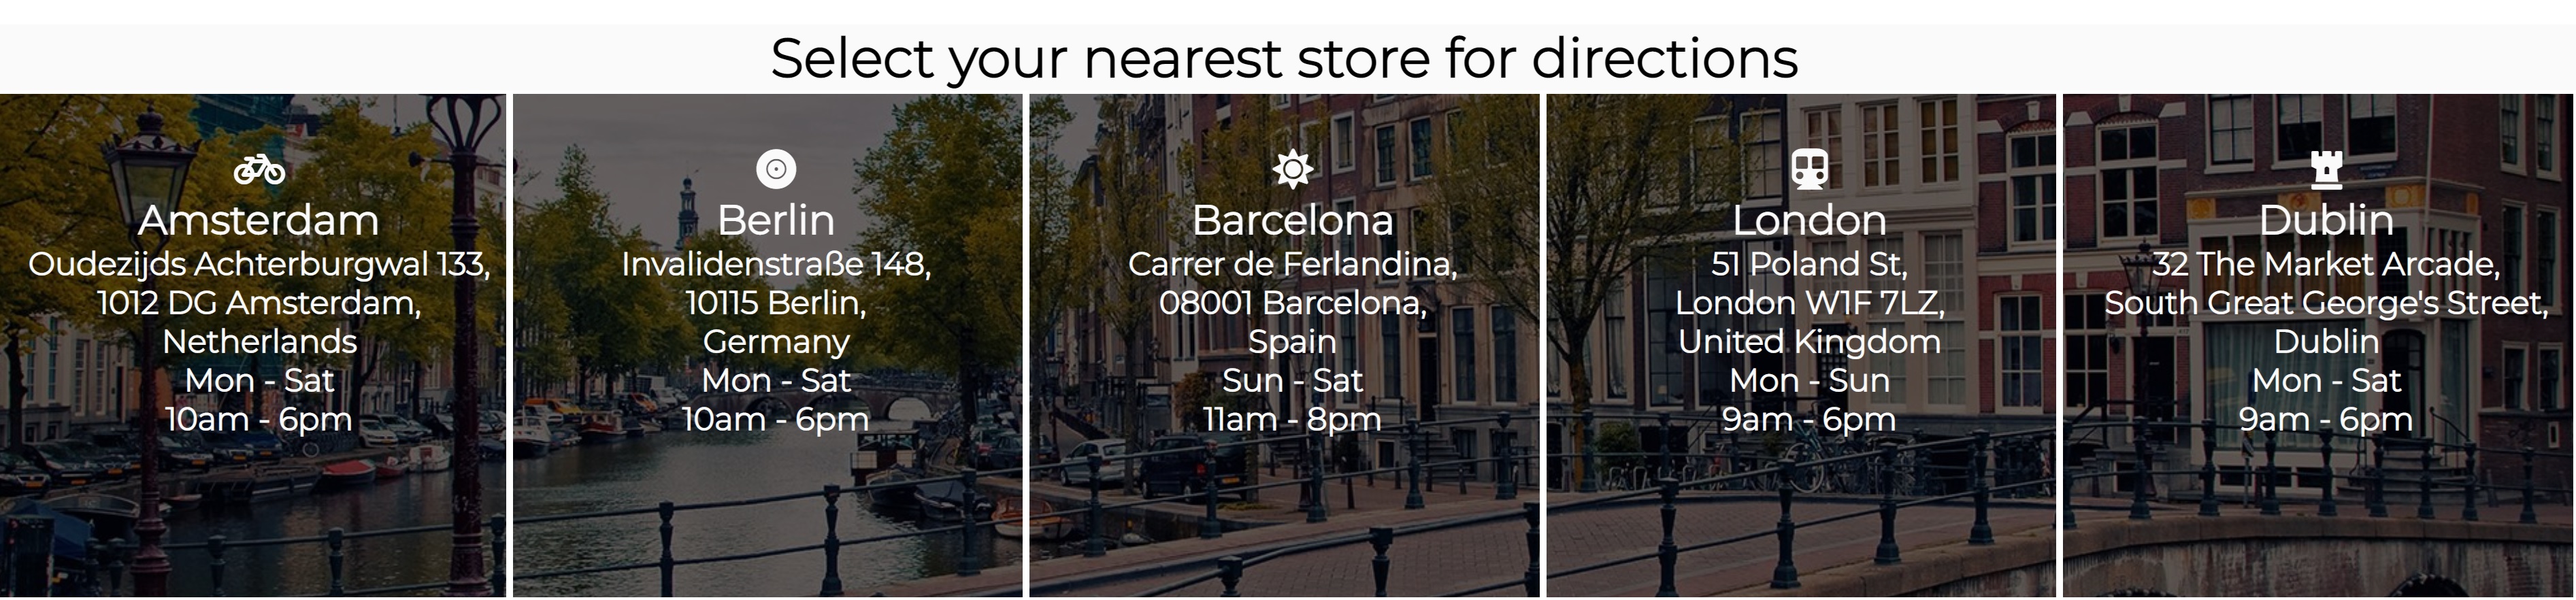 Select your nearest store for directions
Amsterdam
Oudezijds Achterburgwal 133,
1012 DG Amsterdam,
Netherlands
Mon - Sat
10am - 6pm
Berlin
Invalidenstraße 148,
10115 Berlin,
Germany
Mon - Sat
10am - 6pm
Barcelona
Carrer de Ferlandina,
08001 Barcelona,
Spain
Sun - Sat
11am - 8pm
London
51 Poland St,
London W1F 7LZ,
United Kingdom
Mon - Sun
9am - 6pm
Dublin
32 The Market Arcade,
South Great George's Street,
Dublin
Mon - Sat
9am - 6pm